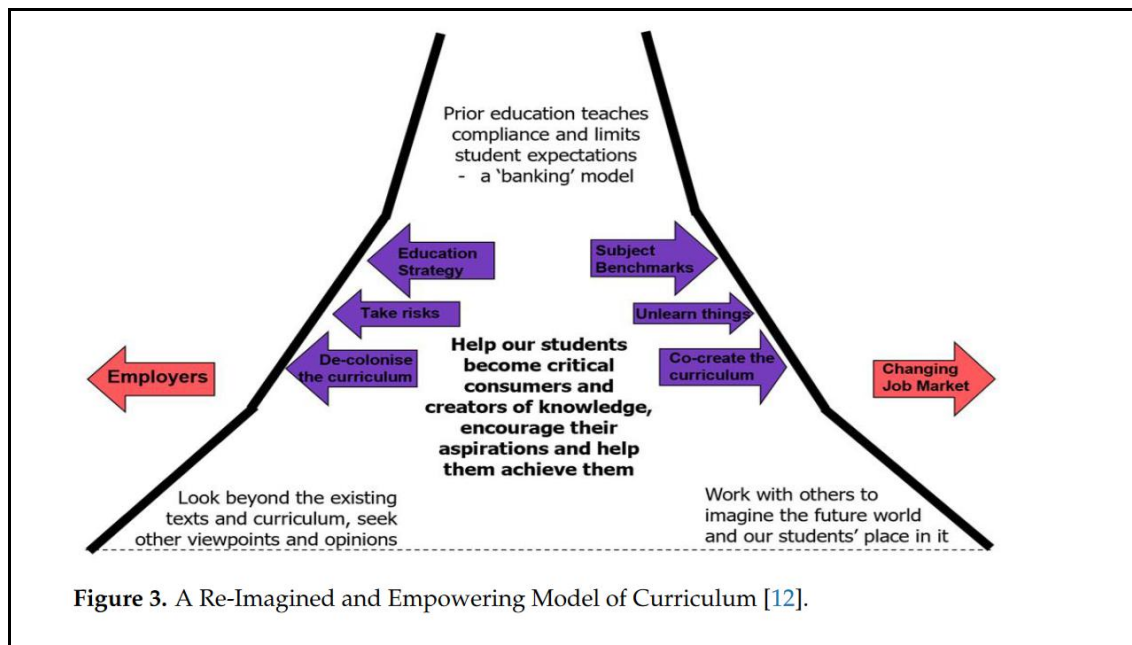 Prior education teaches
compliance and limits
student expectations
- a ‘banking’ model
Education
Strategy
Subject
Benchmarks
Take risks
Unlearn things
De-colonise
the curriculum
Help our students
become critical
consumers and
creators of knowledge,
encourage their
aspirations and help
them achieve them
Co-create the
curriculum
Employers
Changing
Job Market
Look beyond the existing
texts and curriculum, seek
other viewpoints and opinions
Work with others to
imagine the future world
and our students’ place in it
Figure 3. A Re-Imagined and Empowering Model of Curriculum [12].